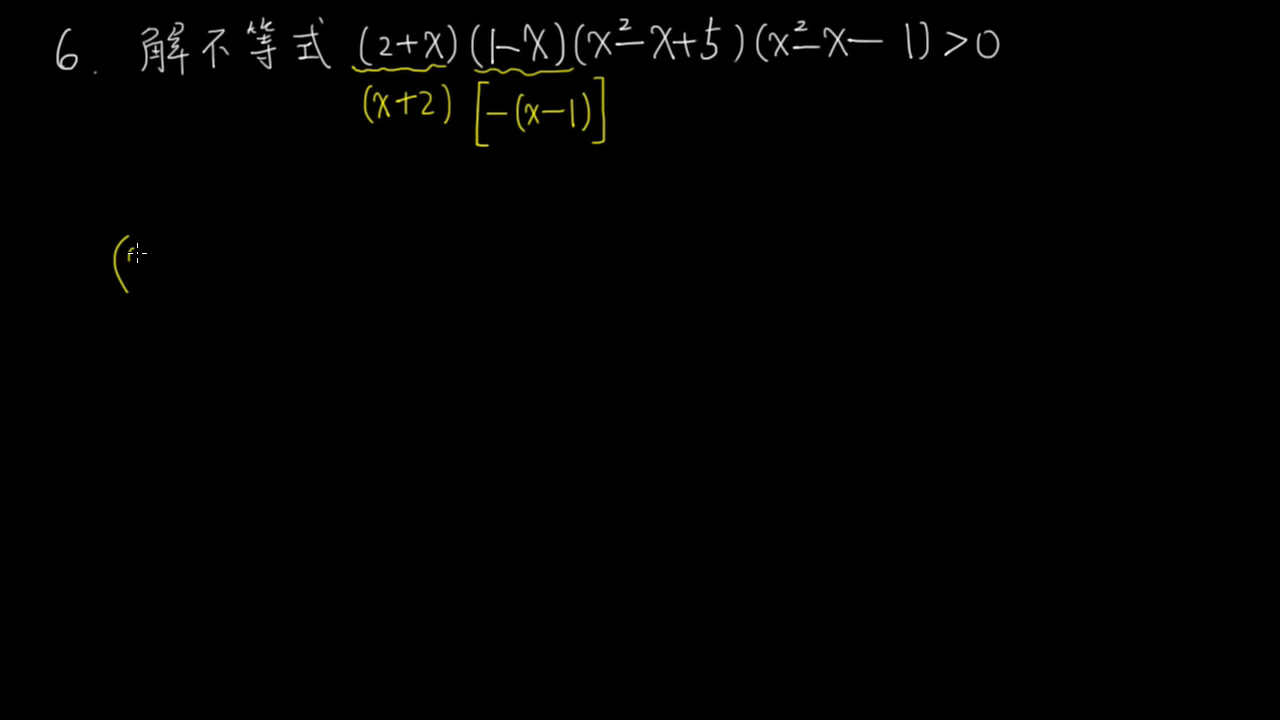 6. 解不等式 (2+x)(1-x)(x²-x+5)(x²-x-1)>0
(x+2) [-(x-1)]
(